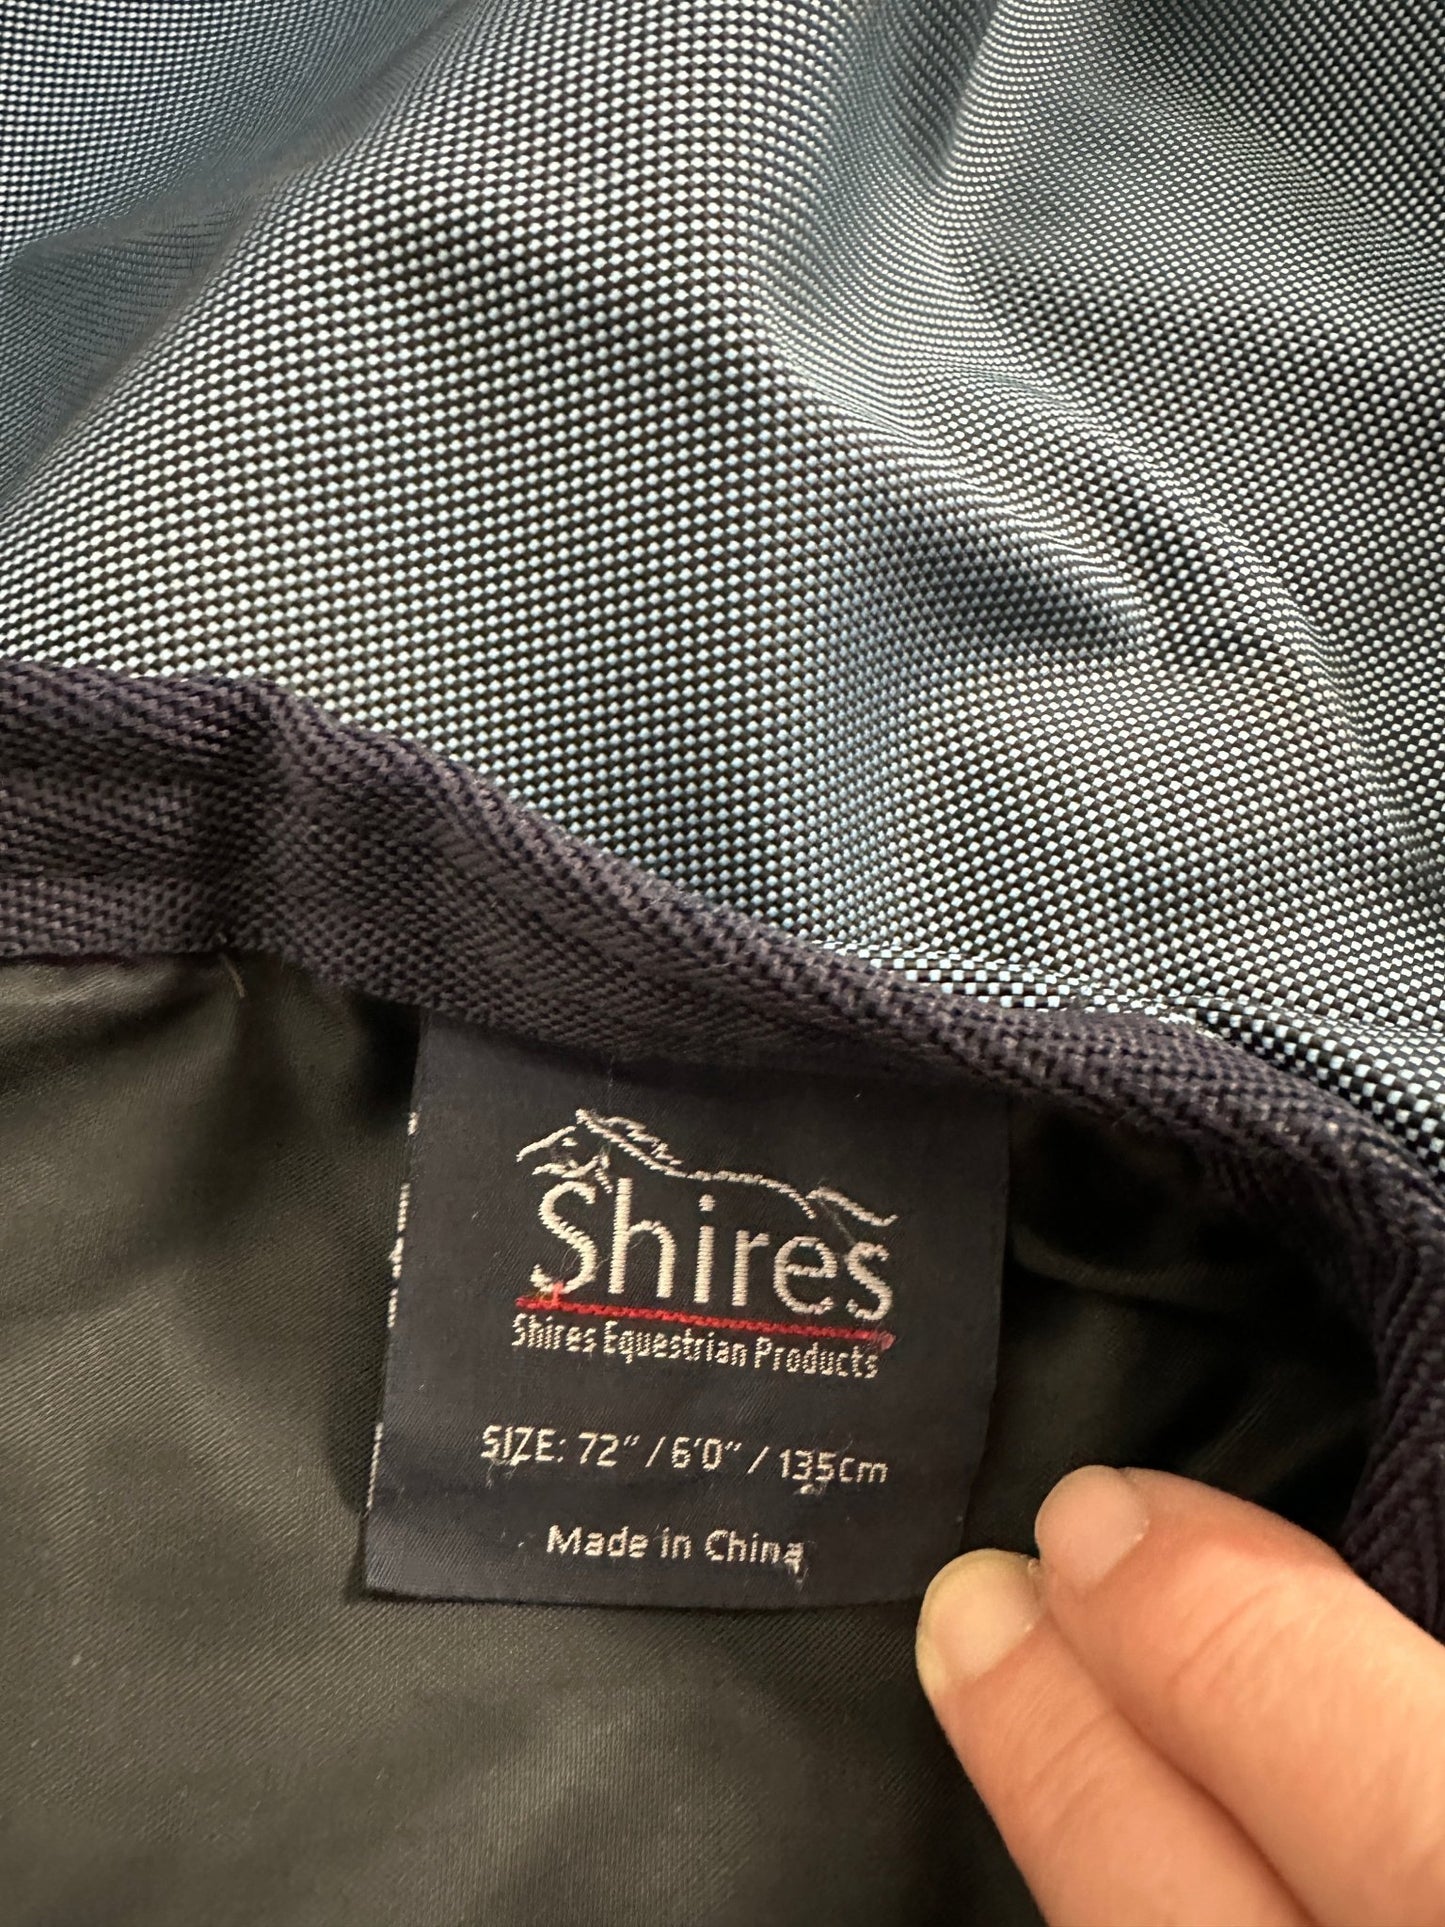 Shires
Shires Equestrian Products
SIZE: 72" / 6'0" / 135cm
Made in China